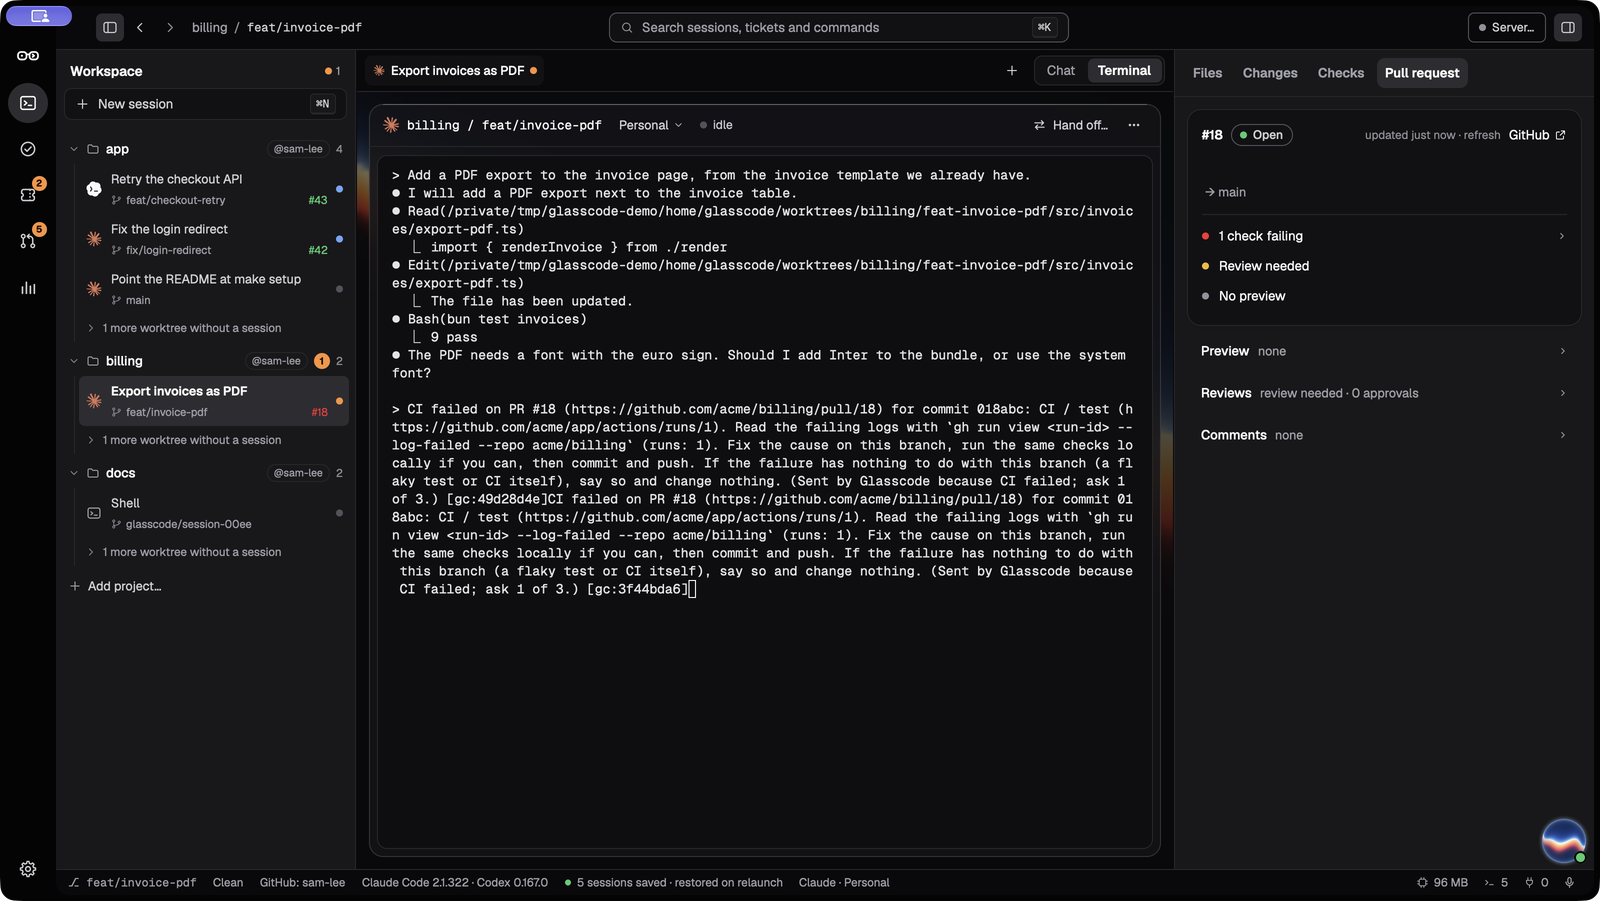 billing / feat/invoice-pdf
Search sessions, tickets and commands
⌘K
Server...
Workspace
1
New session
⌘N
app
@sam-lee
4
Retry the checkout API
feat/checkout-retry
#43
Fix the login redirect
fix/login-redirect
#42
Point the README at make setup
main
1 more worktree without a session
billing
@sam-lee
1
2
Export invoices as PDF
feat/invoice-pdf
#18
1 more worktree without a session
docs
@sam-lee
2
Shell
glasscode/session-00ee
1 more worktree without a session
Add project...
2
5
Export invoices as PDF
Chat
Terminal
billing / feat/invoice-pdf
Personal
idle
Hand off...
> Add a PDF export to the invoice page, from the invoice template we already have.
● I will add a PDF export next to the invoice table.
● Read(/private/tmp/glasscode-demo/home/glasscode/worktrees/billing/feat-invoice-pdf/src/invoic
es/export-pdf.ts)
⎿ import { renderInvoice } from ./render
● Edit(/private/tmp/glasscode-demo/home/glasscode/worktrees/billing/feat-invoice-pdf/src/invoic
es/export-pdf.ts)
⎿ The file has been updated.
● Bash(bun test invoices)
⎿ 9 pass
● The PDF needs a font with the euro sign. Should I add Inter to the bundle, or use the system
font?
> CI failed on PR #18 (https://github.com/acme/billing/pull/18) for commit 018abc: CI / test (h
ttps://github.com/acme/app/actions/runs/1). Read the failing logs with `gh run view <run-id> --
log-failed --repo acme/billing` (runs: 1). Fix the cause on this branch, run the same checks lo
cally if you can, then commit and push. If the failure has nothing to do with this branch (a fl
aky test or CI itself), say so and change nothing. (Sent by Glasscode because CI failed; ask 1
of 3.) [gc:49d28d4e]CI failed on PR #18 (https://github.com/acme/billing/pull/18) for commit 01
8abc: CI / test (https://github.com/acme/app/actions/runs/1). Read the failing logs with `gh ru
n view <run-id> --log-failed --repo acme/billing` (runs: 1). Fix the cause on this branch, run
the same checks locally if you can, then commit and push. If the failure has nothing to do with
this branch (a flaky test or CI itself), say so and change nothing. (Sent by Glasscode because
CI failed; ask 1 of 3.) [gc:3f44bda6]
Files
Changes
Checks
Pull request
#18
Open
updated just now · refresh
GitHub
→ main
1 check failing
Review needed
No preview
Preview none
Reviews review needed · 0 approvals
Comments none
feat/invoice-pdf
Clean
GitHub: sam-lee
Claude Code 2.1.322 · Codex 0.167.0
5 sessions saved · restored on relaunch
Claude · Personal
96 MB
5
0